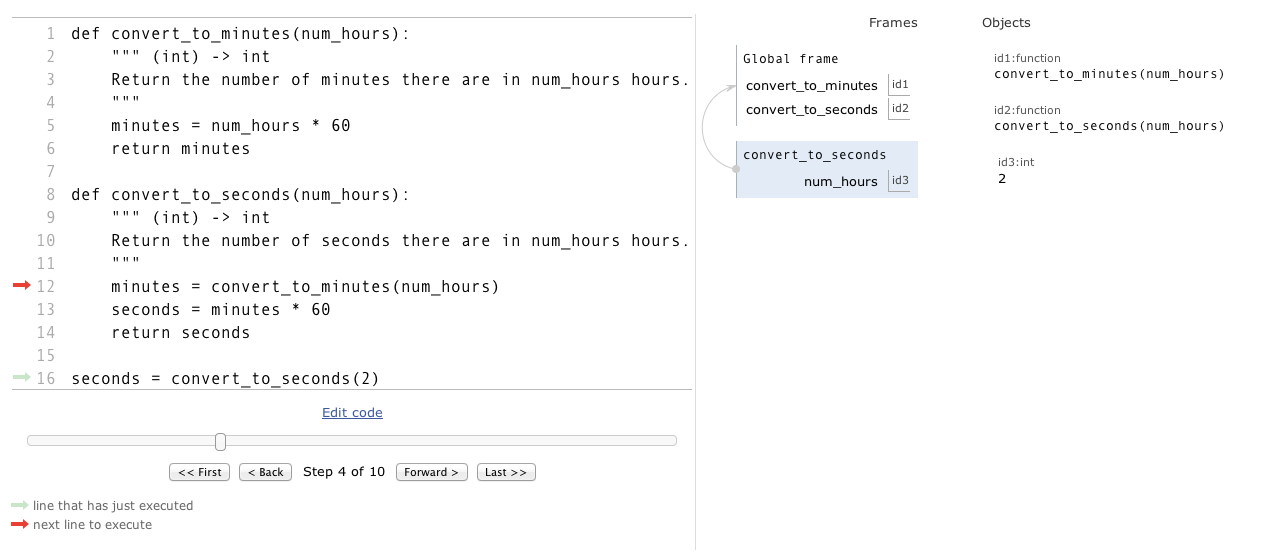 1 def convert_to_minutes(num_hours):
2 """ (int) -> int
3 Return the number of minutes there are in num_hours hours.
4 """
5 minutes = num_hours * 60
6 return minutes
7
8 def convert_to_seconds(num_hours):
9 """ (int) -> int
10 Return the number of seconds there are in num_hours hours.
11 """
12 minutes = convert_to_minutes(num_hours)
13 seconds = minutes * 60
14 return seconds
15
16 seconds = convert_to_seconds(2)
Edit code
<< First < Back Step 4 of 10 Forward > Last >>
line that has just executed
next line to execute
Frames Objects
Global frame
convert_to_minutes id1
convert_to_seconds id2
convert_to_seconds
num_hours id3
id1:function
convert_to_minutes(num_hours)
id2:function
convert_to_seconds(num_hours)
id3:int
2